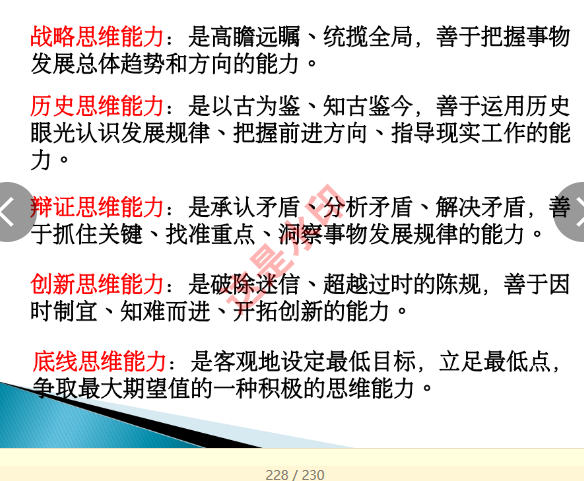 战略思维能力：是高瞻远瞩、统揽全局，善于把握事物
发展总体趋势和方向的能力。
历史思维能力：是以古为鉴、知古鉴今，善于运用历史
眼光认识发展规律、把握前进方向、指导现实工作的能
力。
辩证思维能力：是承认矛盾、分析矛盾、解决矛盾，善
于抓住关键、找准重点、洞察事物发展规律的能力。
创新思维能力：是破除迷信、超越过时的陈规，善于因
时制宜、知难而进、开拓创新的能力。
底线思维能力：是客观地设定最低目标，立足最低点，
争取最大期望值的一种积极的思维能力。
这是水印
228 / 230